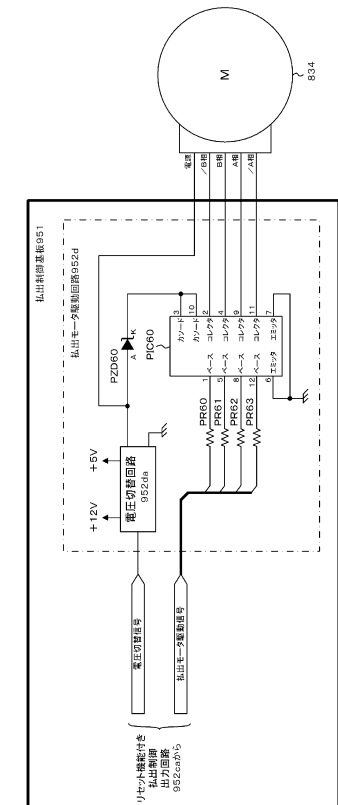 M
834
電源
/B相
B相
A相
/A相
払出制御基板951
払出モータ駆動回路952d
PZD60
A
K
PIC60
3
カソード
10
カソード
1
ベース
コレクタ
2
5
ベース
コレクタ
4
8
ベース
コレクタ
9
12
ベース
コレクタ
11
6
エミッタ
エミッタ
7
PR60
PR61
PR62
PR63
+12V
+5V
電圧切替回路
952da
電圧切替信号
払出モータ駆動信号
リセット機能付き
払出制御
出力回路
952caから